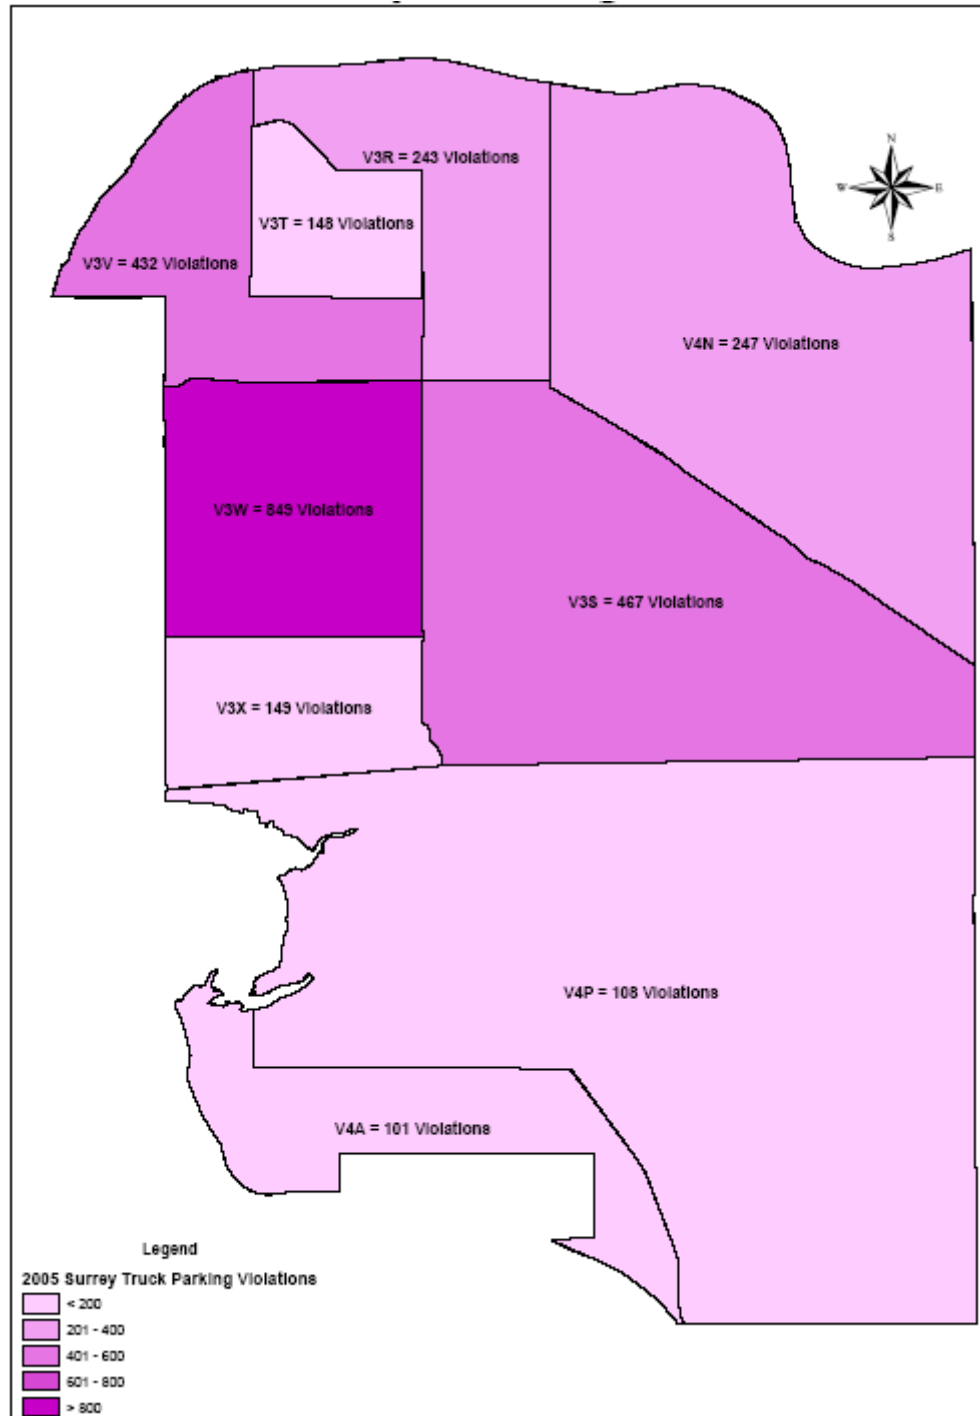 V3R = 243 Violations
V3T = 148 Violations
V3V = 432 Violations
N
W
E
S
V4N = 247 Violations
V3W = 849 Violations
V3S = 467 Violations
V3X = 149 Violations
V4P = 108 Violations
V4A = 101 Violations
Legend
2005 Surrey Truck Parking Violations
< 200
201 - 400
401 - 600
601 - 800
> 800